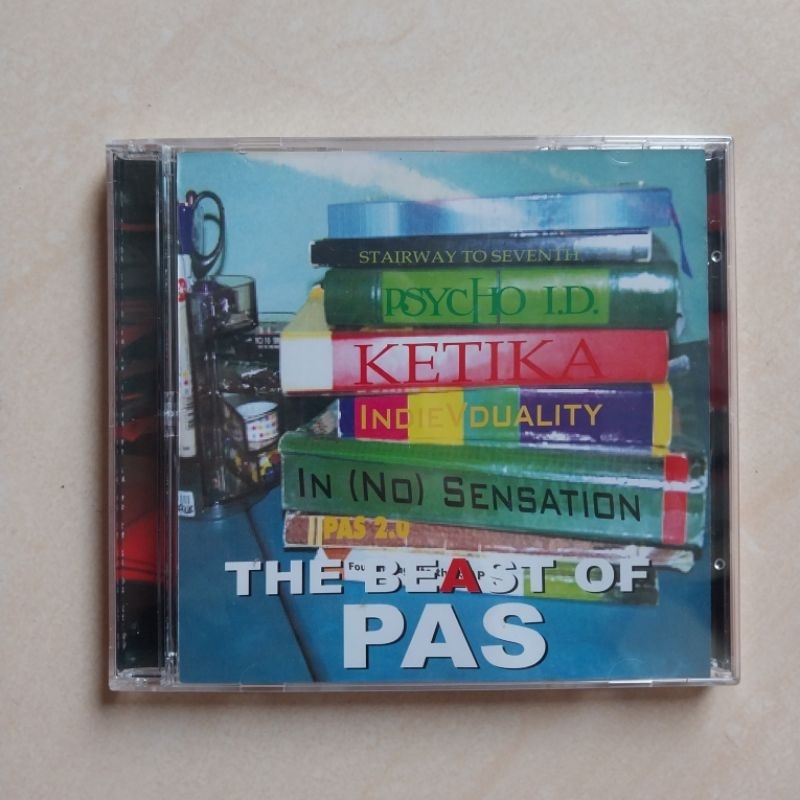 STAIRWAY TO SEVENTH
PSYCHO I.D.
KETIKA
INDIEVDUALITY
IN (NO) SENSATION
PAS 2.0
THE BEAST OF
PAS